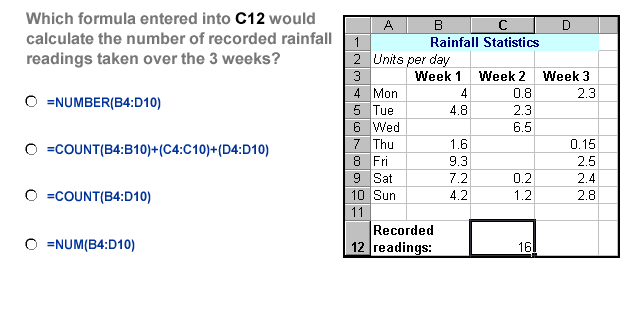 Which formula entered into C12 would
calculate the number of recorded rainfall
readings taken over the 3 weeks?
=NUMBER(B4:D10)
=COUNT(B4:B10)+(C4:C10)+(D4:D10)
=COUNT(B4:D10)
=NUM(B4:D10)
A B C D
1 Rainfall Statistics
2 Units per day
3 Week 1 Week 2 Week 3
4 Mon 4 0.8 2.3
5 Tue 4.8 2.3
6 Wed 6.5
7 Thu 1.6 0.15
8 Fri 9.3 2.5
9 Sat 7.2 0.2 2.4
10 Sun 4.2 1.2 2.8
11
Recorded
12 readings: 16